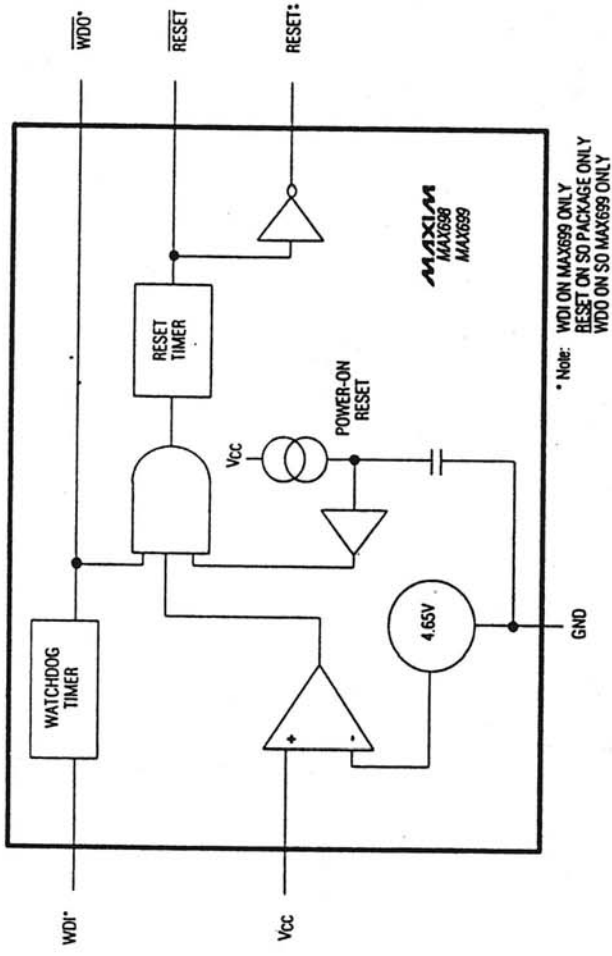 WDI*
WATCHDOG
TIMER
WDO*
VCC
+
-
4.65V
GND
VCC
POWER-ON
RESET
RESET
TIMER
RESET
RESET*
MAXIM
MAX698
MAX699
* Note: WDI ON MAX699 ONLY
RESET ON SO PACKAGE ONLY
WDO ON SO MAX699 ONLY